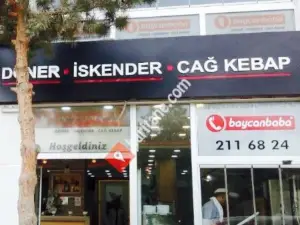 DÖNER • İSKENDER • CAĞ KEBAP
baycanbaba
Hoşgeldiniz
211 68 24